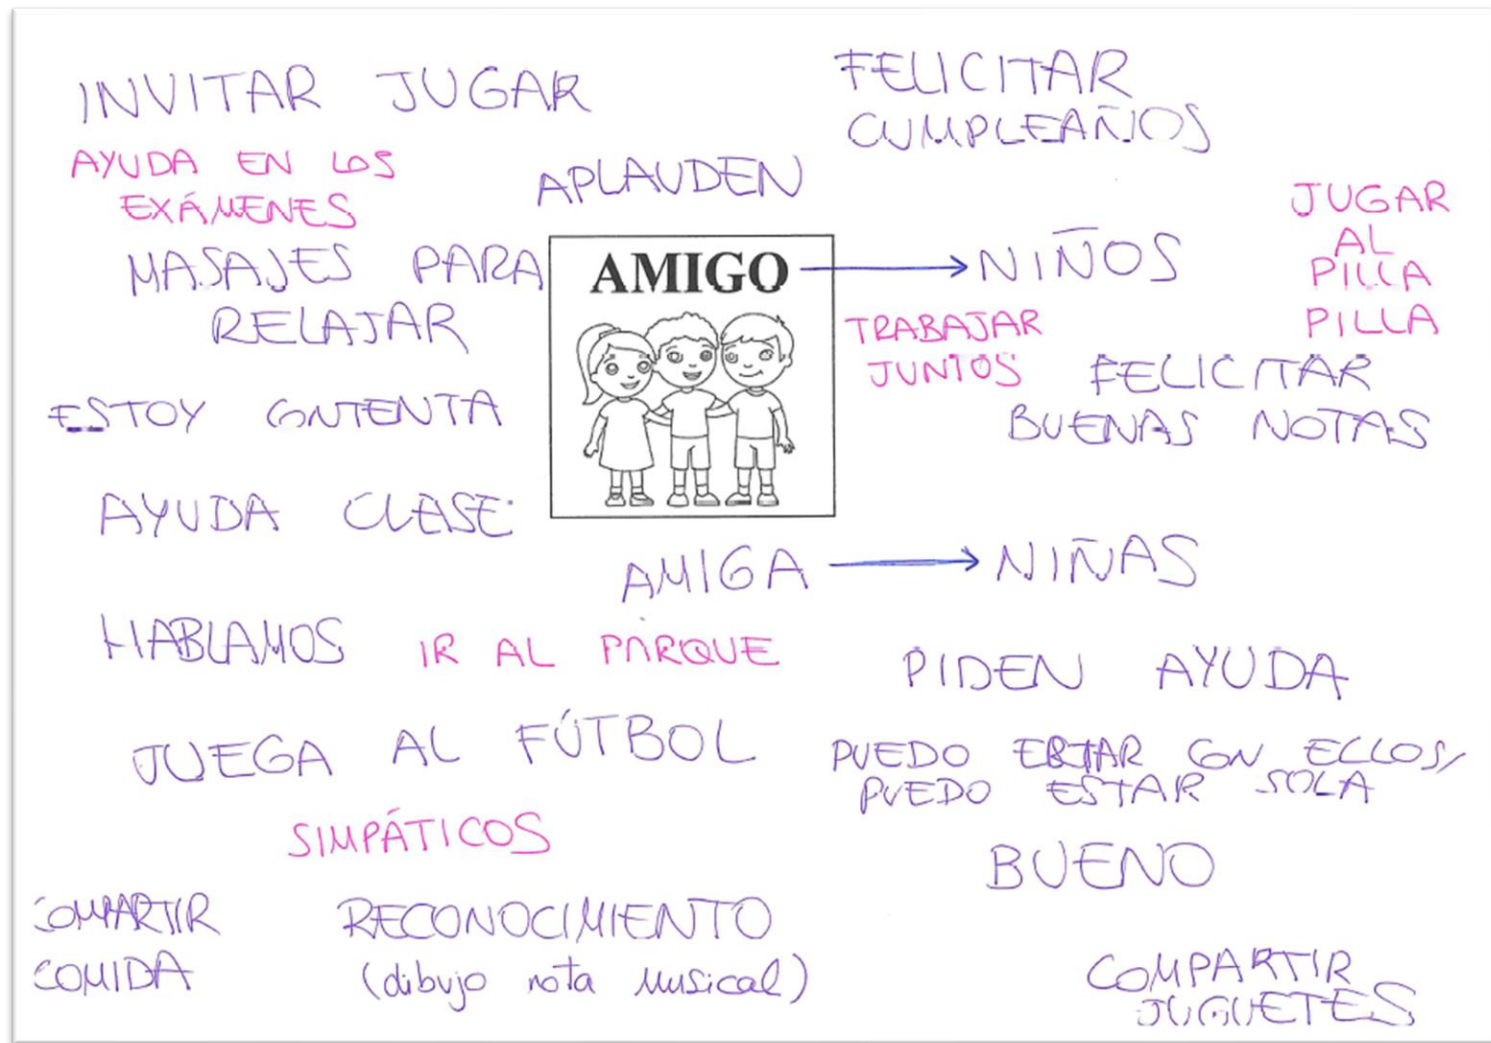 INVITAR JUGAR
FELICITAR
CUMPLEAÑOS
AYUDA EN LOS
EXÁMENES
APLAUDEN
JUGAR
AL
PILLA
PILLA
MASAJES PARA
RELAJAR
AMIGO
NIÑOS
TRABAJAR
JUNTOS
FELICITAR
BUENAS NOTAS
ESTOY CONTENTA
AYUDA CLASE
AMIGA
NIÑAS
HABLAMOS
IR AL PARQUE
PIDEN AYUDA
JUEGA AL FÚTBOL
PUEDO ESTAR CON ELLOS/
PUEDO ESTAR SOLA
SIMPÁTICOS
BUENO
COMPARTIR
COMIDA
RECONOCIMIENTO
(dibujo nota musical)
COMPARTIR
JUGUETES